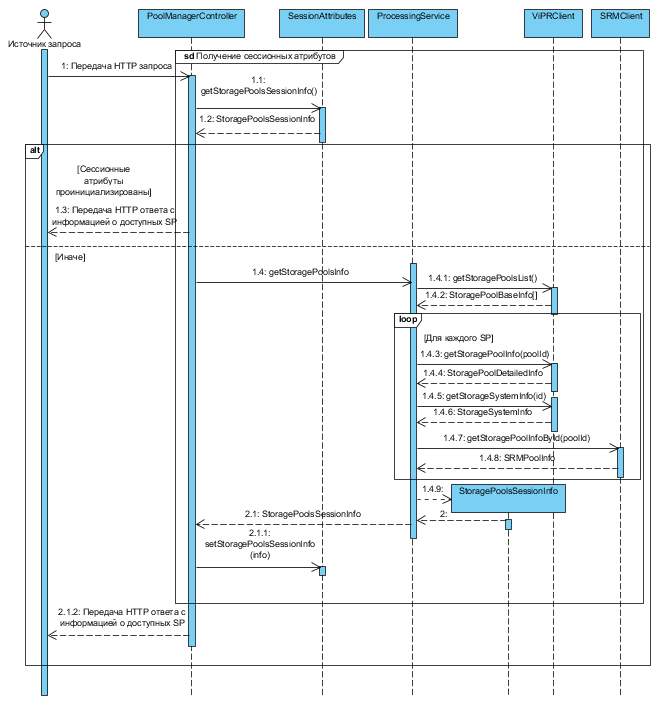 PoolManagerController
SessionAttributes
ProcessingService
ViPRClient
SRMClient
Источник запроса
sd Получение сессионных атрибутов
1: Передача HTTP запроса
1.1:
getStoragePoolsSessionInfo()
1.2: StoragePoolsSessionInfo
alt
[Сессионные
атрибуты
проинициализированы]
1.3: Передача HTTP ответа с
информацией о доступных SP
[Иначе]
1.4: getStoragePoolsInfo
1.4.1: getStoragePoolsList()
1.4.2: StoragePoolBaseInfo[]
loop
[Для каждого SP]
1.4.3: getStoragePoolInfo(poolId)
1.4.4: StoragePoolDetailedInfo
1.4.5: getStorageSystemInfo(id)
1.4.6: StorageSystemInfo
1.4.7: getStoragePoolInfoById(poolId)
1.4.8: SRMPoolInfo
1.4.9:
StoragePoolsSessionInfo
2.1: StoragePoolsSessionInfo
2:
2.1.1:
setStoragePoolsSessionInfo
(info)
2.1.2: Передача HTTP ответа с
информацией о доступных SP